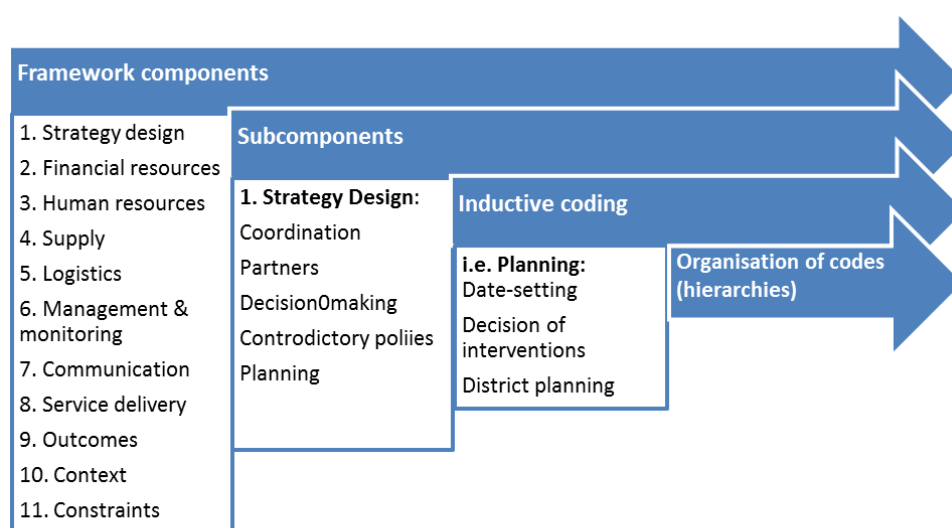 Framework components
1. Strategy design
2. Financial resources
3. Human resources
4. Supply
5. Logistics
6. Management &
monitoring
7. Communication
8. Service delivery
9. Outcomes
10. Context
11. Constraints
Subcomponents
1. Strategy Design:
Coordination
Partners
Decision0making
Controdictory poliies
Planning
Inductive coding
i.e. Planning:
Date-setting
Decision of
interventions
District planning
Organisation of codes
(hierarchies)